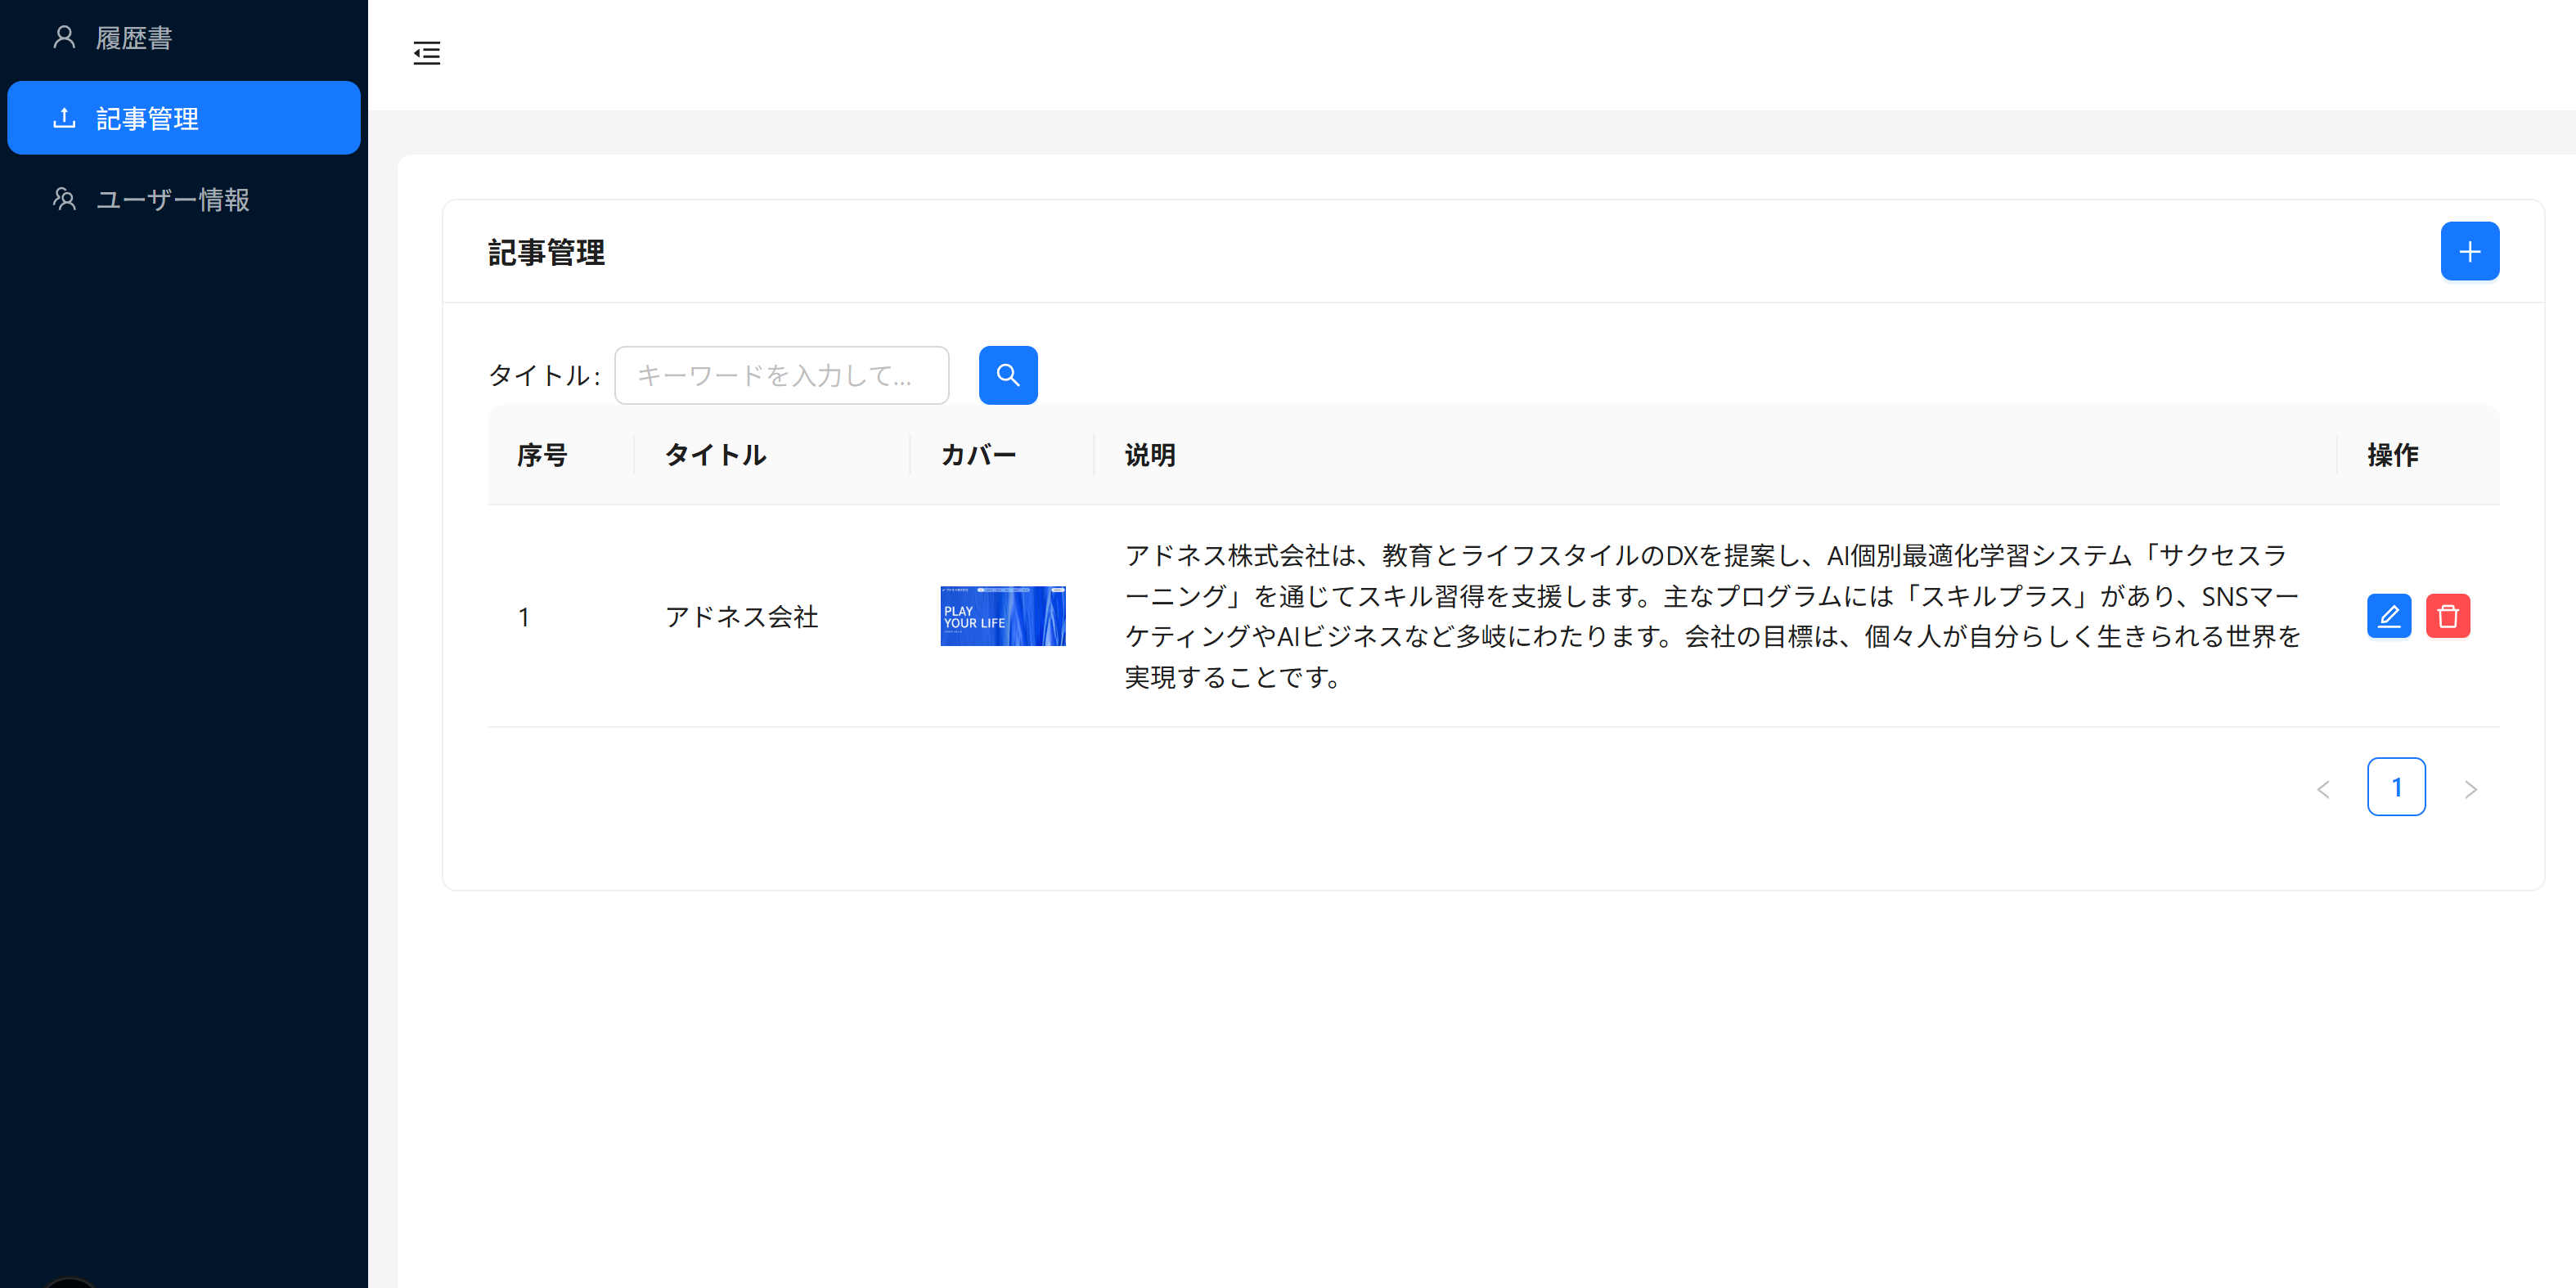 履歴書
記事管理
ユーザー情報
記事管理
タイトル:
キーワードを入力して...
序号 タイトル カバー 说明 操作
1 アドネス会社
PLAY
YOUR LIFE
アドネス株式会社は、教育とライフスタイルのDXを提案し、AI個別最適化学習システム「サクセスラ
ーニング」を通じてスキル習得を支援します。主なプログラムには「スキルプラス」があり、SNSマー
ケティングやAIビジネスなど多岐にわたります。会社の目標は、個々人が自分らしく生きられる世界を
実現することです。
1